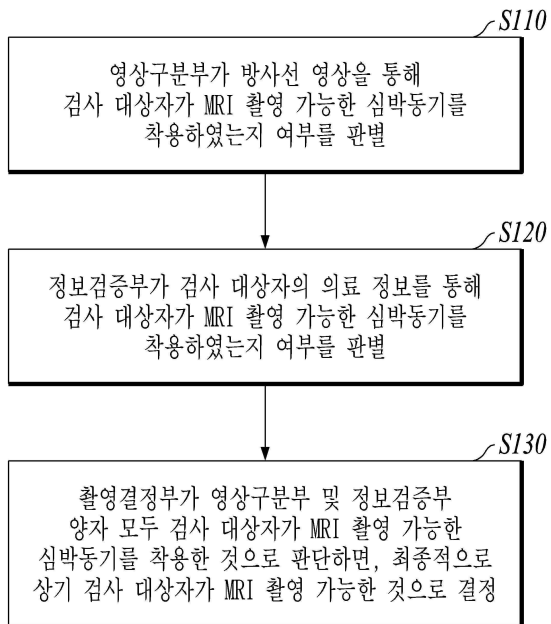 S110
영상구분부가 방사선 영상을 통해
검사 대상자가 MRI 촬영 가능한 심박동기를
착용하였는지 여부를 판별
S120
정보검증부가 검사 대상자의 의료 정보를 통해
검사 대상자가 MRI 촬영 가능한 심박동기를
착용하였는지 여부를 판별
S130
촬영결정부가 영상구분부 및 정보검증부
양자 모두 검사 대상자가 MRI 촬영 가능한
심박동기를 착용한 것으로 판단하면, 최종적으로
상기 검사 대상자가 MRI 촬영 가능한 것으로 결정